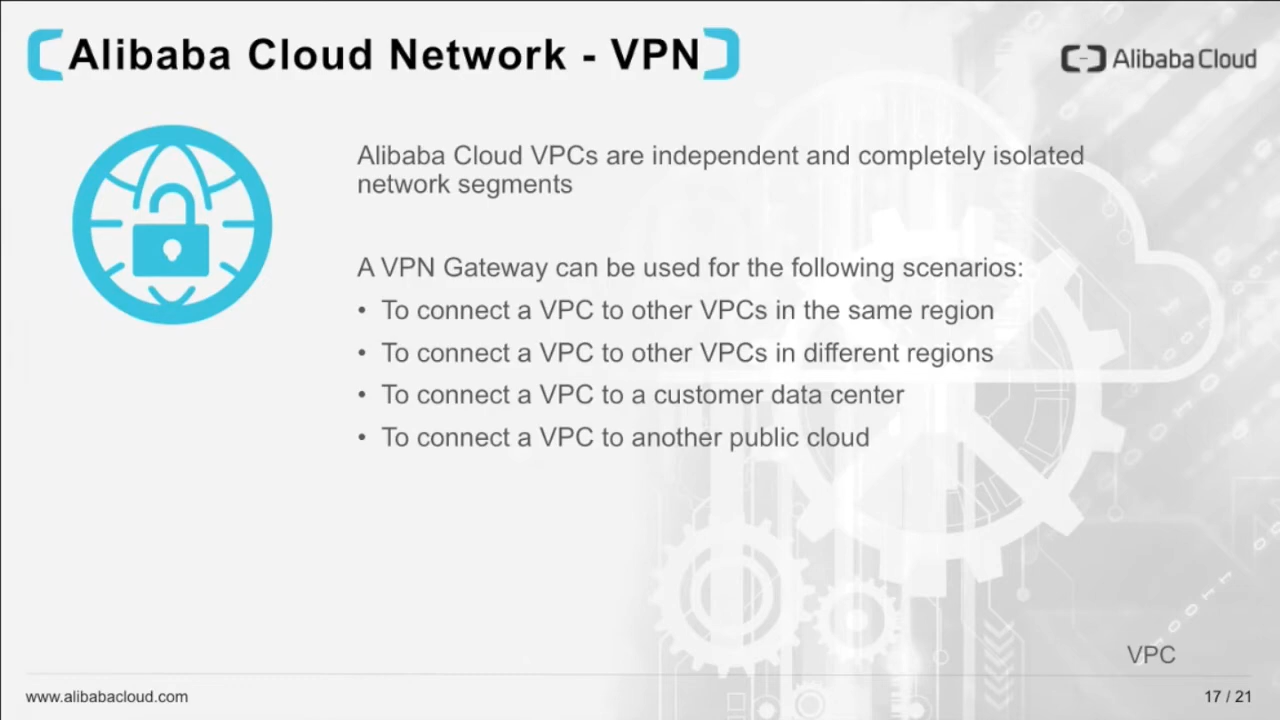 Alibaba Cloud Network - VPN
Alibaba Cloud
Alibaba Cloud VPCs are independent and completely isolated
network segments
A VPN Gateway can be used for the following scenarios:
• To connect a VPC to other VPCs in the same region
• To connect a VPC to other VPCs in different regions
• To connect a VPC to a customer data center
• To connect a VPC to another public cloud
VPC
www.alibabacloud.com
17 / 21